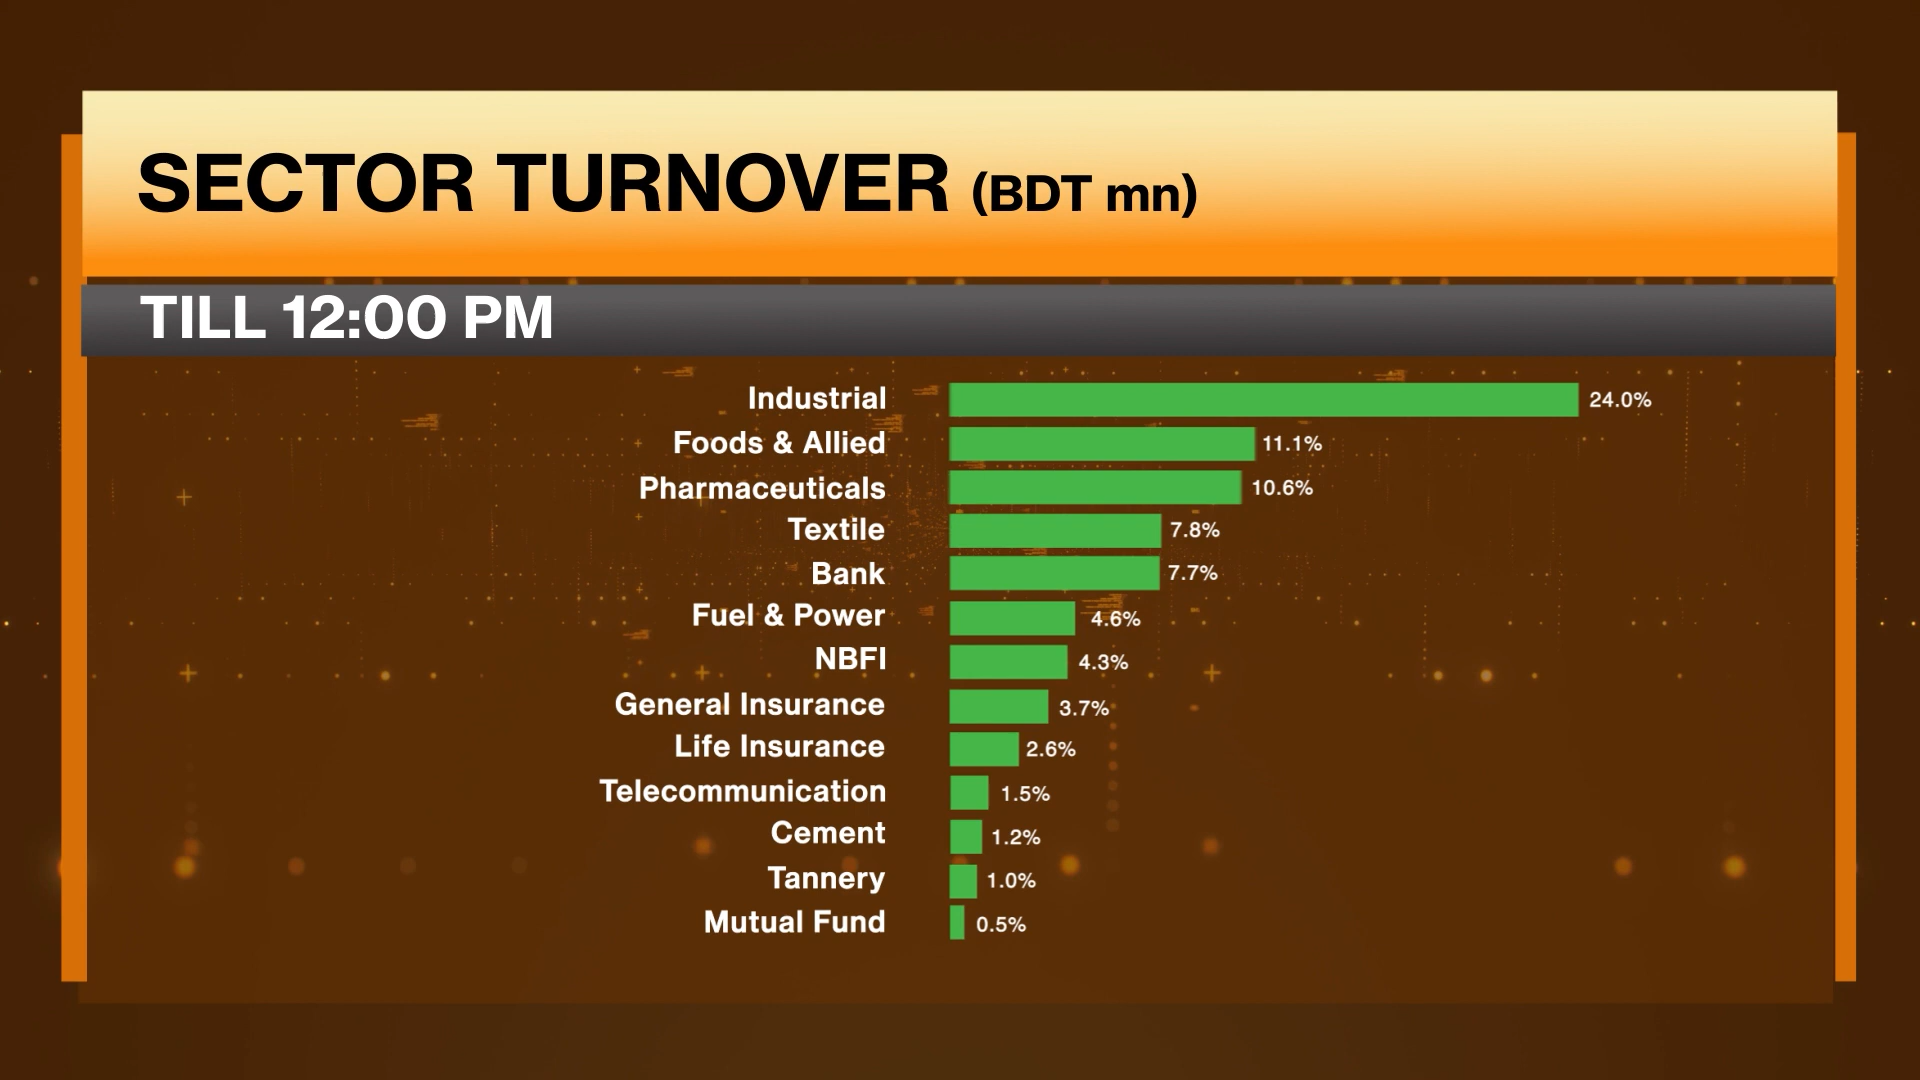 SECTOR TURNOVER (BDT mn)
TILL 12:00 PM
Industrial 24.0%
Foods & Allied 11.1%
Pharmaceuticals 10.6%
Textile 7.8%
Bank 7.7%
Fuel & Power 4.6%
NBFI 4.3%
General Insurance 3.7%
Life Insurance 2.6%
Telecommunication 1.5%
Cement 1.2%
Tannery 1.0%
Mutual Fund 0.5%